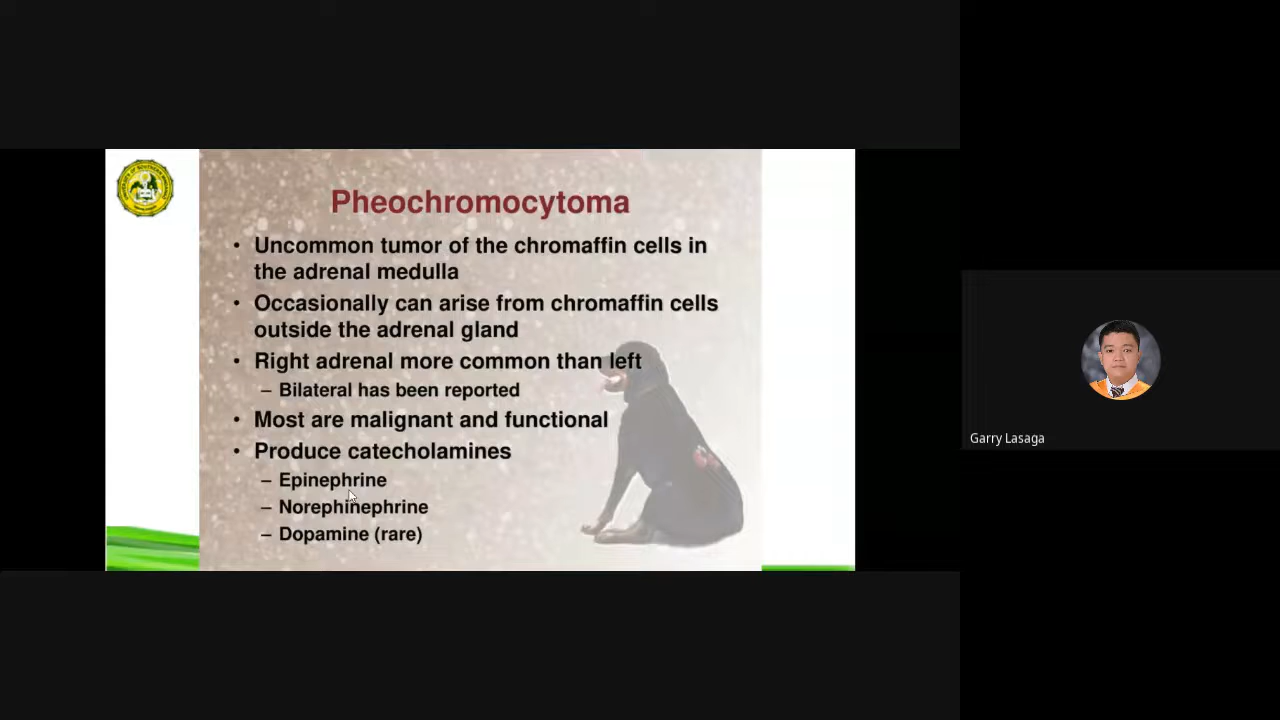 Pheochromocytoma
• Uncommon tumor of the chromaffin cells in
the adrenal medulla
• Occasionally can arise from chromaffin cells
outside the adrenal gland
• Right adrenal more common than left
– Bilateral has been reported
• Most are malignant and functional
• Produce catecholamines
– Epinephrine
– Norephinephrine
– Dopamine (rare)
Garry Lasaga